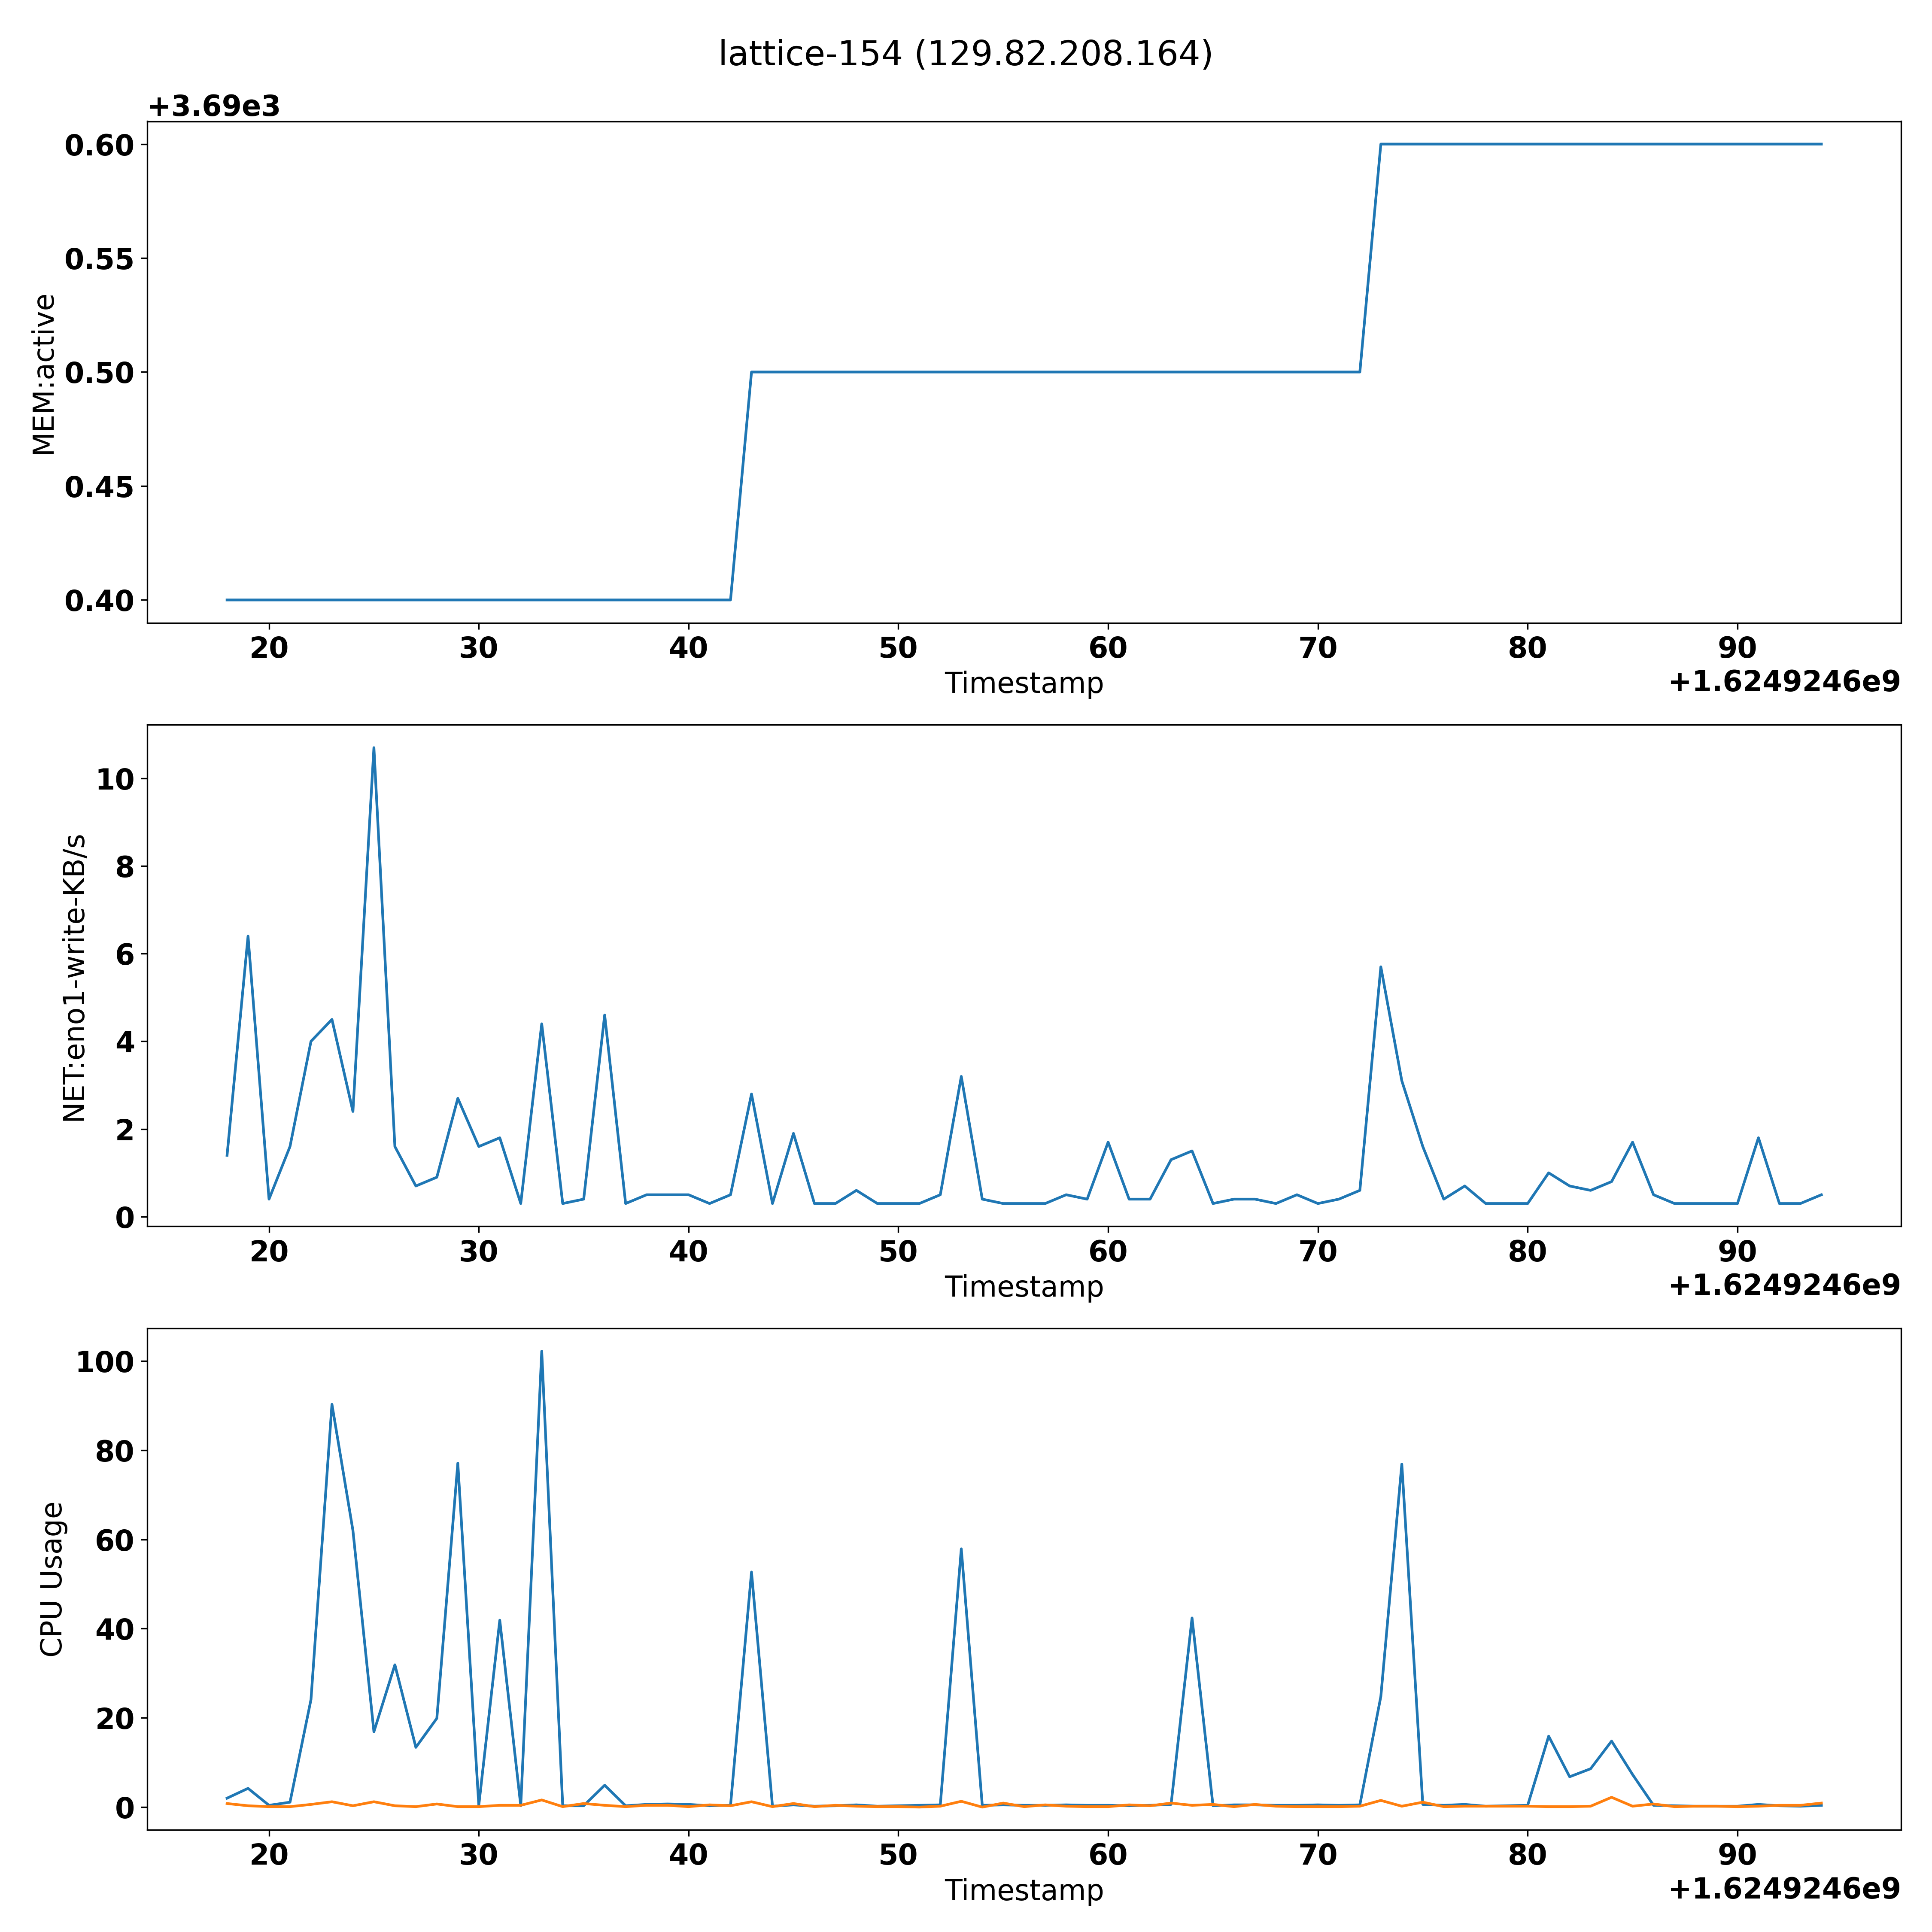 lattice-154 (129.82.208.164)
+3.69e3
0.60
0.55
0.50
0.45
0.40
MEM:active
20 30 40 50 60 70 80 90
Timestamp
+1.6249246e9
10
8
6
4
2
0
NET:eno1-write-KB/s
20 30 40 50 60 70 80 90
Timestamp
+1.6249246e9
100
80
60
40
20
0
CPU Usage
20 30 40 50 60 70 80 90
Timestamp
+1.6249246e9